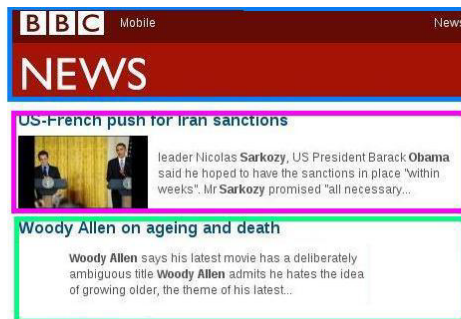 BBC Mobile News
NEWS
US-French push for Iran sanctions
leader Nicolas Sarkozy, US President Barack Obama
said he hoped to have the sanctions in place "within
weeks". Mr Sarkozy promised "all necessary...
Woody Allen on ageing and death
Woody Allen says his latest movie has a deliberately
ambiguous title Woody Allen admits he hates the idea
of growing older, the theme of his latest...